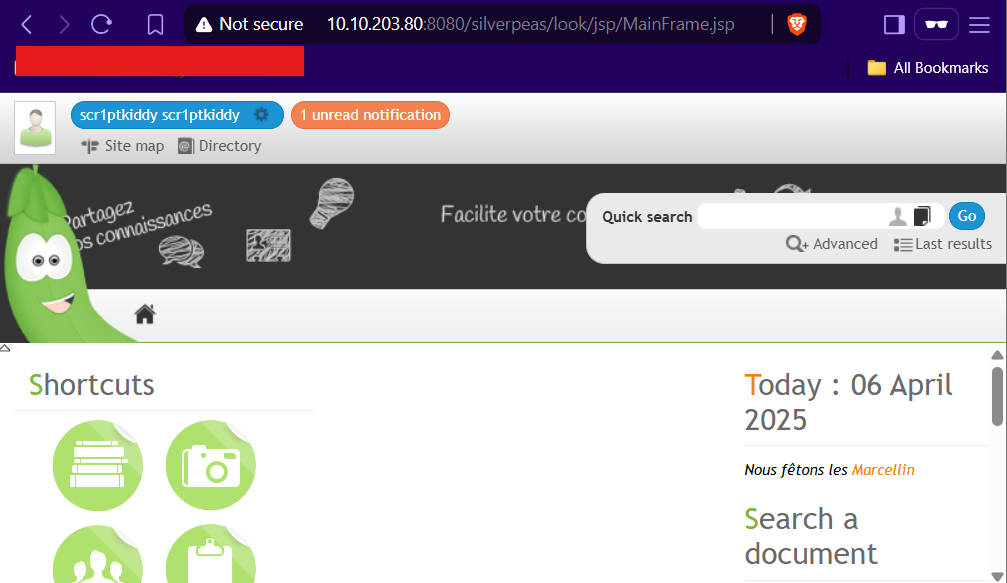 Not secure 10.10.203.80:8080/silverpeas/look/jsp/MainFrame.jsp
All Bookmarks
scr1ptkiddy scr1ptkiddy 1 unread notification
Site map Directory
Partagez
os connaissances
Facilite votre co
Quick search Go
Advanced Last results
Shortcuts
Today : 06 April
2025
Nous fêtons les Marcellin
Search a
document